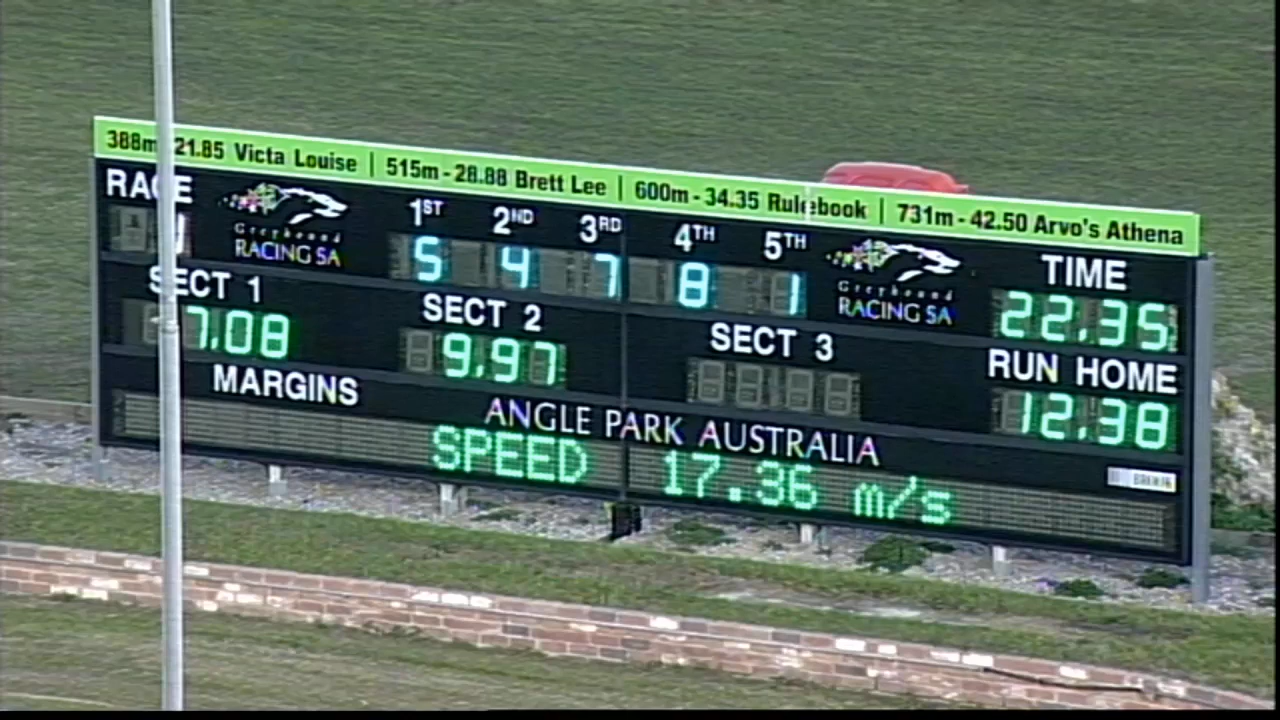 388m 21.85 Victa Louise | 515m - 28.88 Brett Lee | 600m - 34.35 Rulebook | 731m - 42.50 Arvo's Athena
RACE
Greyhound
RACING SA
1ST 2ND 3RD 4TH 5TH
5 4 7 8 1
Greyhound
RACING SA
TIME
22.35
SECT 1
7.08
SECT 2
9.97
SECT 3
RUN HOME
12.38
MARGINS
ANGLE PARK AUSTRALIA
SPEED 17.36 m/s